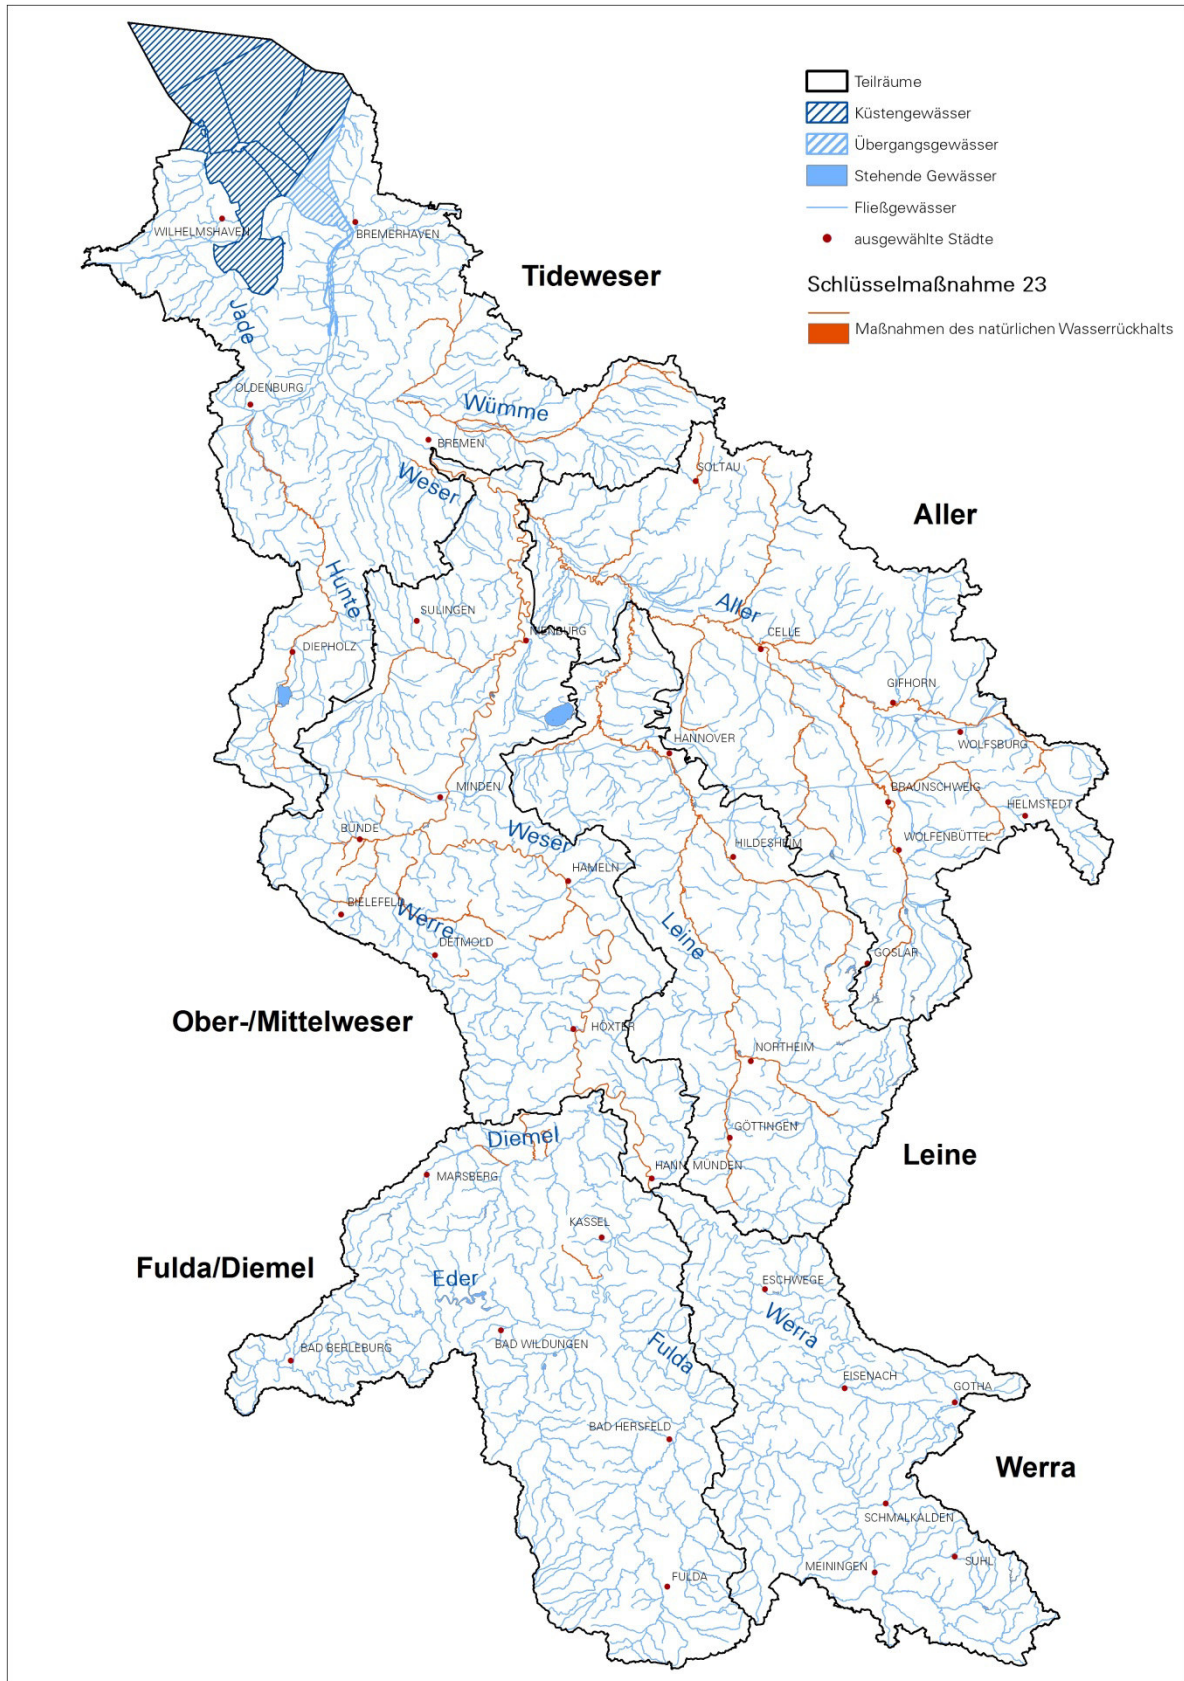 Teilräume
Küstengewässer
Übergangsgewässer
Stehende Gewässer
Fließgewässer
ausgewählte Städte
Schlüsselmaßnahme 23
Maßnahmen des natürlichen Wasserrückhalts
WILHELMSHAVEN
BREMERHAVEN
Tideweser
Jade
OLDENBURG
Wümme
BREMEN
Weser
SOLTAU
Aller
Hunte
SULINGEN
Aller
NIENBURG
CELLE
DIEPHOLZ
GIFHORN
HANNOVER
WOLFSBURG
MINDEN
BRAUNSCHWEIG
HELMSTEDT
BÜNDE
Weser
HILDESHEIM
WOLFENBÜTTEL
HAMELN
BIELEFELD
Werre
Leine
DETMOLD
GOSLAR
Ober-/Mittelweser
HÖXTER
NORTHEIM
Diemel
GÖTTINGEN
Leine
MARSBERG
HANN. MÜNDEN
KASSEL
Fulda/Diemel
Eder
ESCHWEGE
Werra
BAD BERLEBURG
BAD WILDUNGEN
Fulda
EISENACH
GOTHA
BAD HERSFELD
Werra
SCHMALKALDEN
MEININGEN
SUHL
FULDA